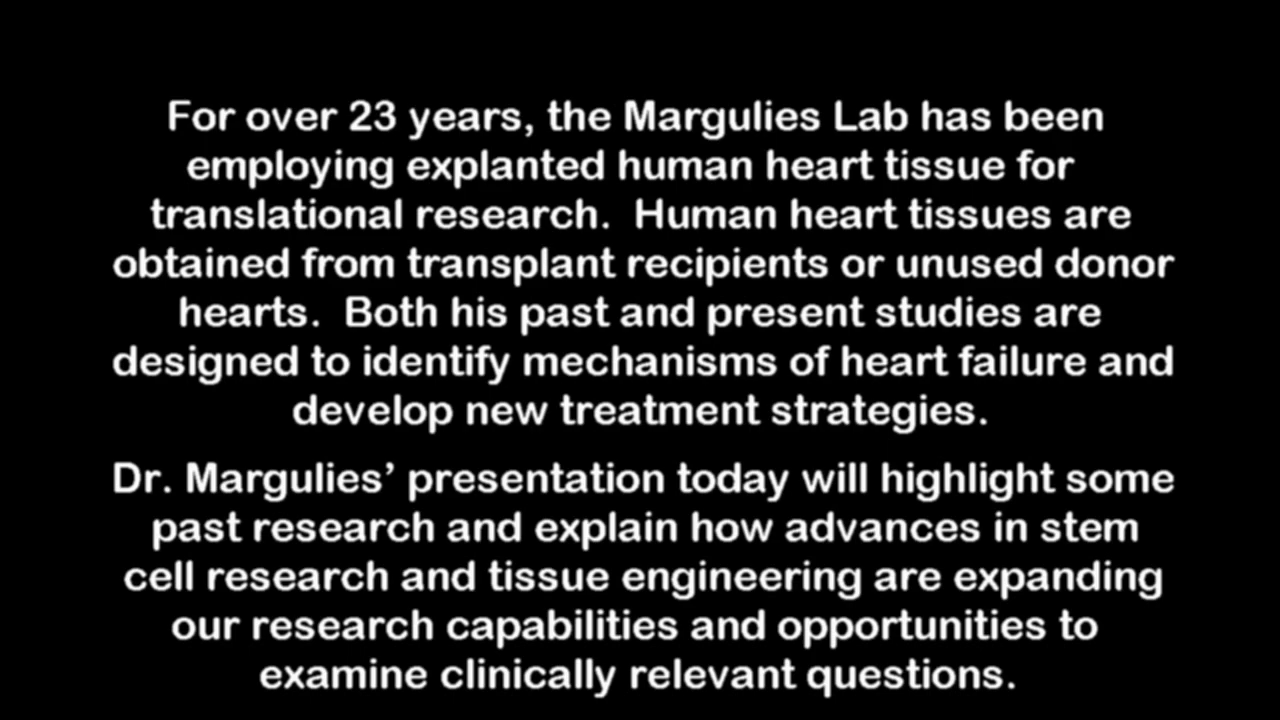 For over 23 years, the Margulies Lab has been
employing explanted human heart tissue for
translational research.  Human heart tissues are
obtained from transplant recipients or unused donor
hearts.  Both his past and present studies are
designed to identify mechanisms of heart failure and
develop new treatment strategies.
Dr. Margulies’ presentation today will highlight some
past research and explain how advances in stem
cell research and tissue engineering are expanding
our research capabilities and opportunities to
examine clinically relevant questions.